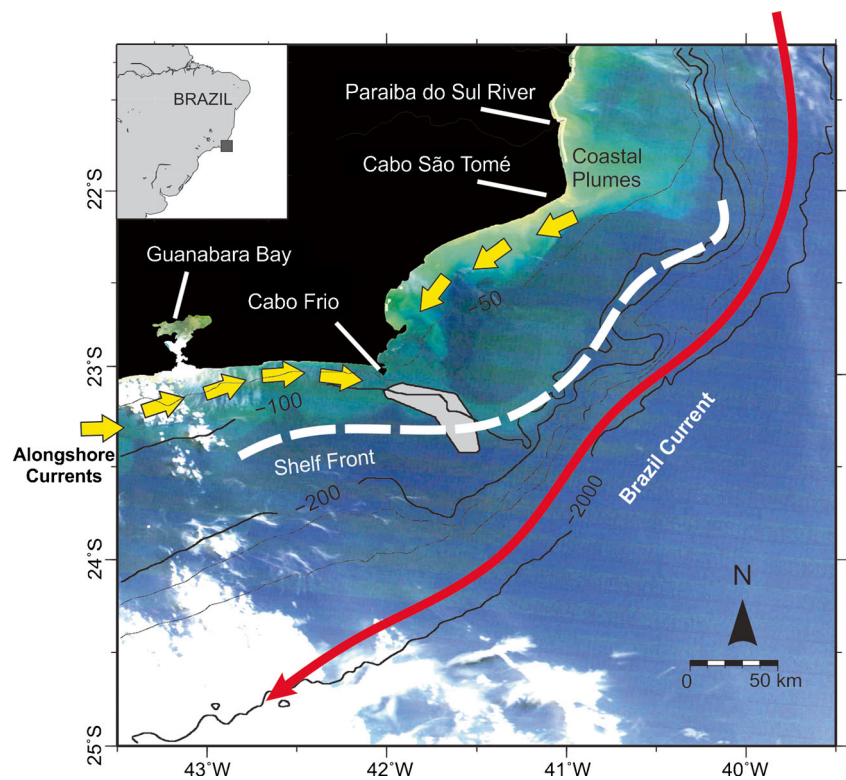 BRAZIL
Paraiba do Sul River
Cabo São Tomé
Coastal
Plumes
22°S
Guanabara Bay
Cabo Frio
−50
23°S
−100
Alongshore
Currents
Shelf Front
Brazil Current
−200
−2000
24°S
N
0 50 km
25°S
43°W 42°W 41°W 40°W